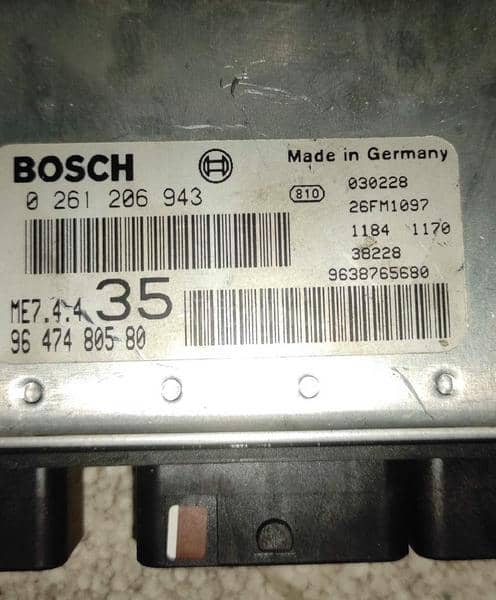 BOSCH
Made in Germany
0 261 206 943
810
030228
26FM1097
1184 1170
38228
9638765680
ME7.4.4 35
96 474 805 80